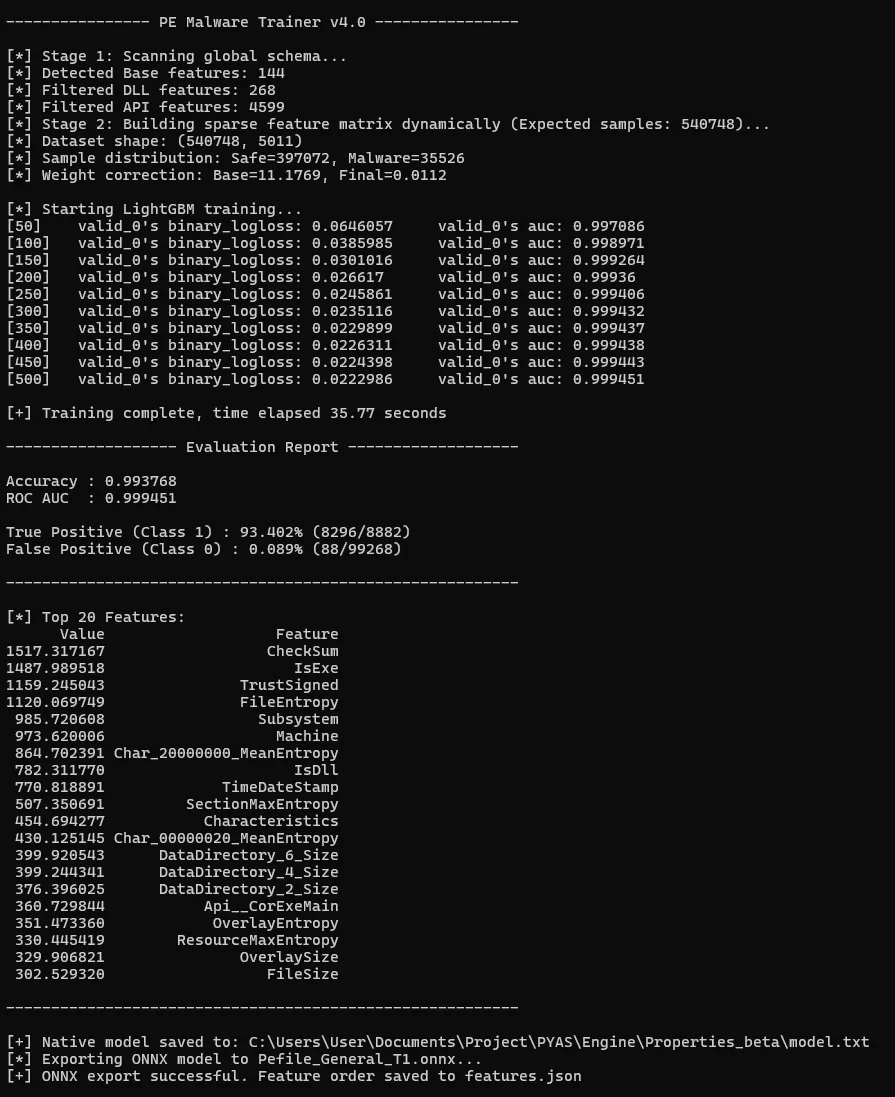 ---------------- PE Malware Trainer v4.0 ----------------
[*] Stage 1: Scanning global schema...
[*] Detected Base features: 144
[*] Filtered DLL features: 268
[*] Filtered API features: 4599
[*] Stage 2: Building sparse feature matrix dynamically (Expected samples: 540748)...
[*] Dataset shape: (540748, 5011)
[*] Sample distribution: Safe=397072, Malware=35526
[*] Weight correction: Base=11.1769, Final=0.0112
[*] Starting LightGBM training...
[50]    valid_0's binary_logloss: 0.0646057     valid_0's auc: 0.997086
[100]   valid_0's binary_logloss: 0.0385985     valid_0's auc: 0.998971
[150]   valid_0's binary_logloss: 0.0301016     valid_0's auc: 0.999264
[200]   valid_0's binary_logloss: 0.026617      valid_0's auc: 0.99936
[250]   valid_0's binary_logloss: 0.0245861     valid_0's auc: 0.999406
[300]   valid_0's binary_logloss: 0.0235116     valid_0's auc: 0.999432
[350]   valid_0's binary_logloss: 0.0229899     valid_0's auc: 0.999437
[400]   valid_0's binary_logloss: 0.0226311     valid_0's auc: 0.999438
[450]   valid_0's binary_logloss: 0.0224398     valid_0's auc: 0.999443
[500]   valid_0's binary_logloss: 0.0222986     valid_0's auc: 0.999451
[+] Training complete, time elapsed 35.77 seconds
------------------- Evaluation Report -------------------
Accuracy : 0.993768
ROC AUC  : 0.999451
True Positive (Class 1) : 93.402% (8296/8882)
False Positive (Class 0) : 0.089% (88/99268)
---------------------------------------------------------
[*] Top 20 Features:
      Value                   Feature
1517.317167                  CheckSum
1487.989518                     IsExe
1159.245043               TrustSigned
1120.069749               FileEntropy
 985.720608                 Subsystem
 973.620006                   Machine
 864.702391 Char_20000000_MeanEntropy
 782.311770                     IsDll
 770.818891             TimeDateStamp
 507.350691         SectionMaxEntropy
 454.694277           Characteristics
 430.125145 Char_00000020_MeanEntropy
 399.920543      DataDirectory_6_Size
 399.244341      DataDirectory_4_Size
 376.396025      DataDirectory_2_Size
 360.729844           Api__CorExeMain
 351.473360            OverlayEntropy
 330.445419        ResourceMaxEntropy
 329.906821               OverlaySize
 302.529320                  FileSize
---------------------------------------------------------
[+] Native model saved to: C:\Users\User\Documents\Project\PYAS\Engine\Properties_beta\model.txt
[*] Exporting ONNX model to Pefile_General_T1.onnx...
[+] ONNX export successful. Feature order saved to features.json